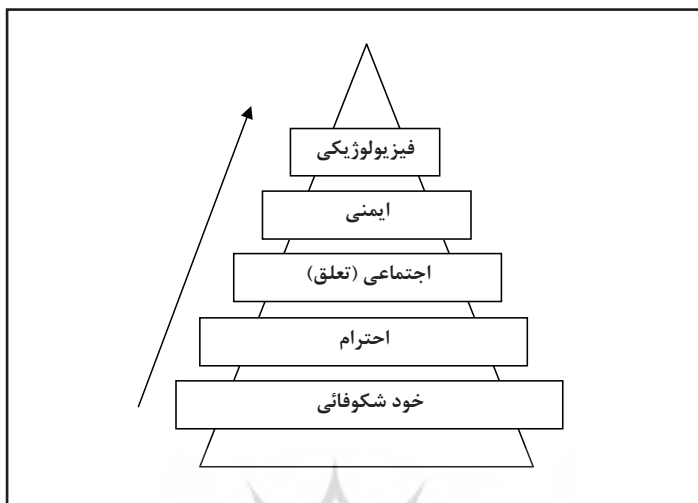 فیزیولوژیکی
ایمنی
اجتماعی (تعلق)
احترام
خود شکوفائی